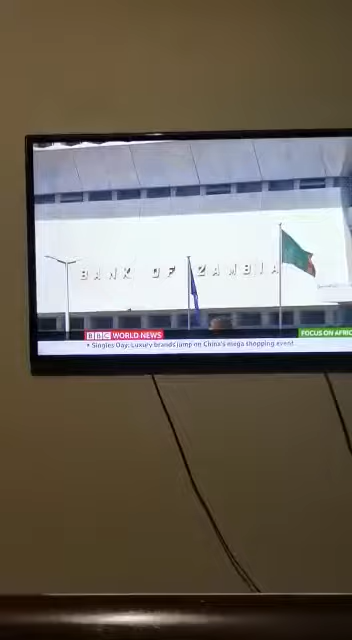 BANK OF ZAMBIA
BBC WORLD NEWS
FOCUS ON AFRIC
• Singles Day: Luxury brands jump on China's mega shopping event